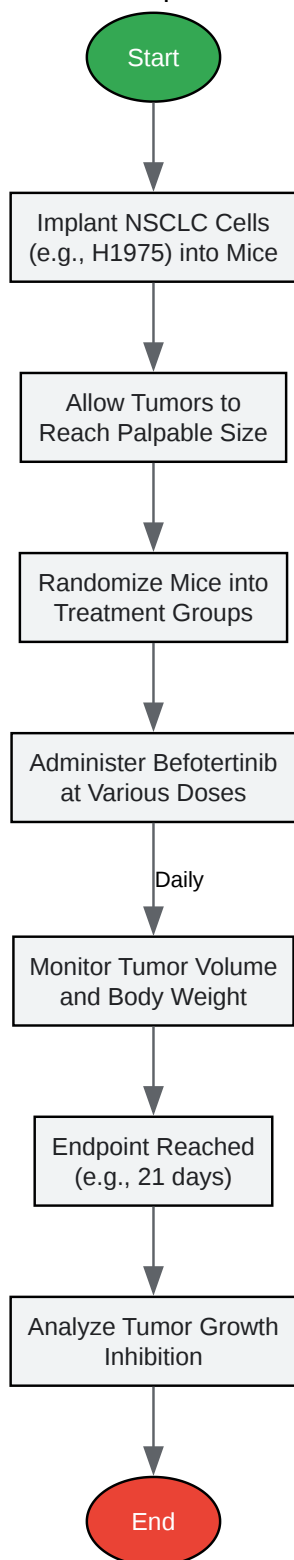 Start
Implant NSCLC Cells
(e.g., H1975) into Mice
Allow Tumors to
Reach Palpable Size
Randomize Mice into
Treatment Groups
Administer Befotertinib
at Various Doses
Daily
Monitor Tumor Volume
and Body Weight
Endpoint Reached
(e.g., 21 days)
Analyze Tumor Growth
Inhibition
End